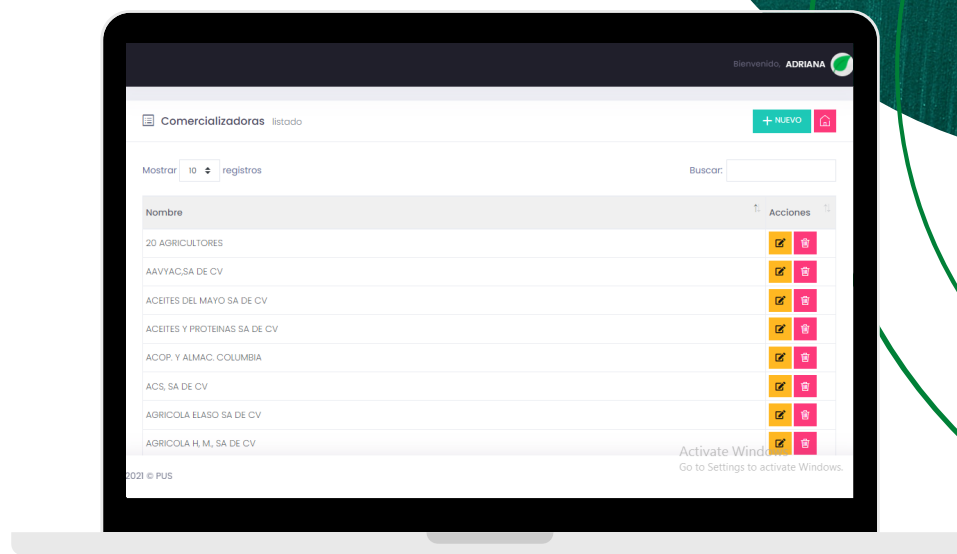 Bienvenido, ADRIANA
Comercializadoras listado
+ NUEVO
Mostrar 10 registros
Buscar:
Nombre
Acciones
20 AGRICULTORES
AAVYAC,SA DE CV
ACEITES DEL MAYO SA DE CV
ACEITES Y PROTEINAS SA DE CV
ACOP. Y ALMAC. COLUMBIA
ACS, SA DE CV
AGRICOLA ELASO SA DE CV
AGRICOLA H, M., SA DE CV
Activate Windows
Go to Settings to activate Windows.
2021 © PUS